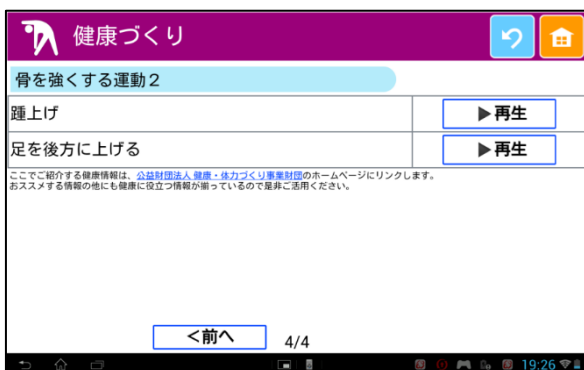 健康づくり
骨を強くする運動２
踵上げ
▶再生
足を後方に上げる
▶再生
ここでご紹介する健康情報は、公益財団法人 健康・体力づくり事業財団のホームページにリンクします。
おススメする情報の他にも健康に役立つ情報が揃っているので是非ご活用ください。
<前へ
4/4
19:26